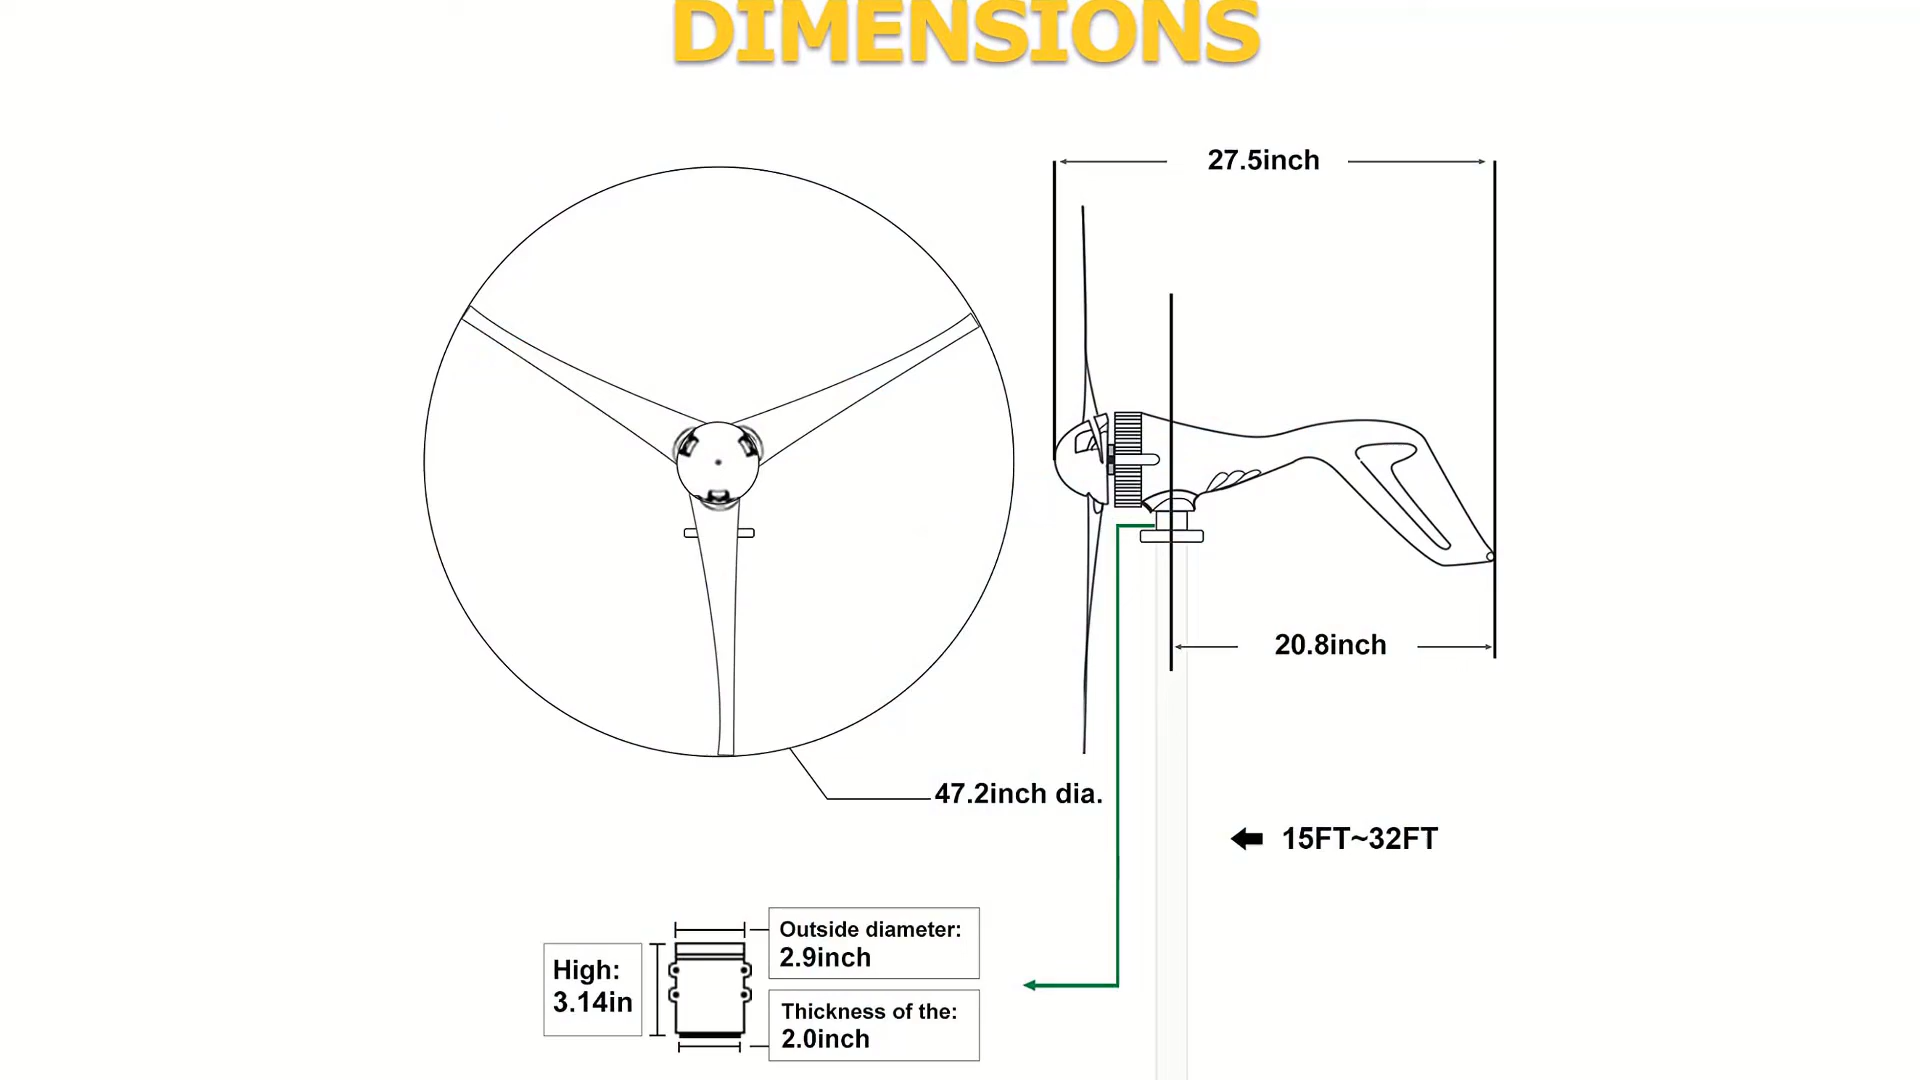 DIMENSIONS
27.5inch
20.8inch
47.2inch dia.
15FT~32FT
Outside diameter:
2.9inch
High:
3.14in
Thickness of the:
2.0inch